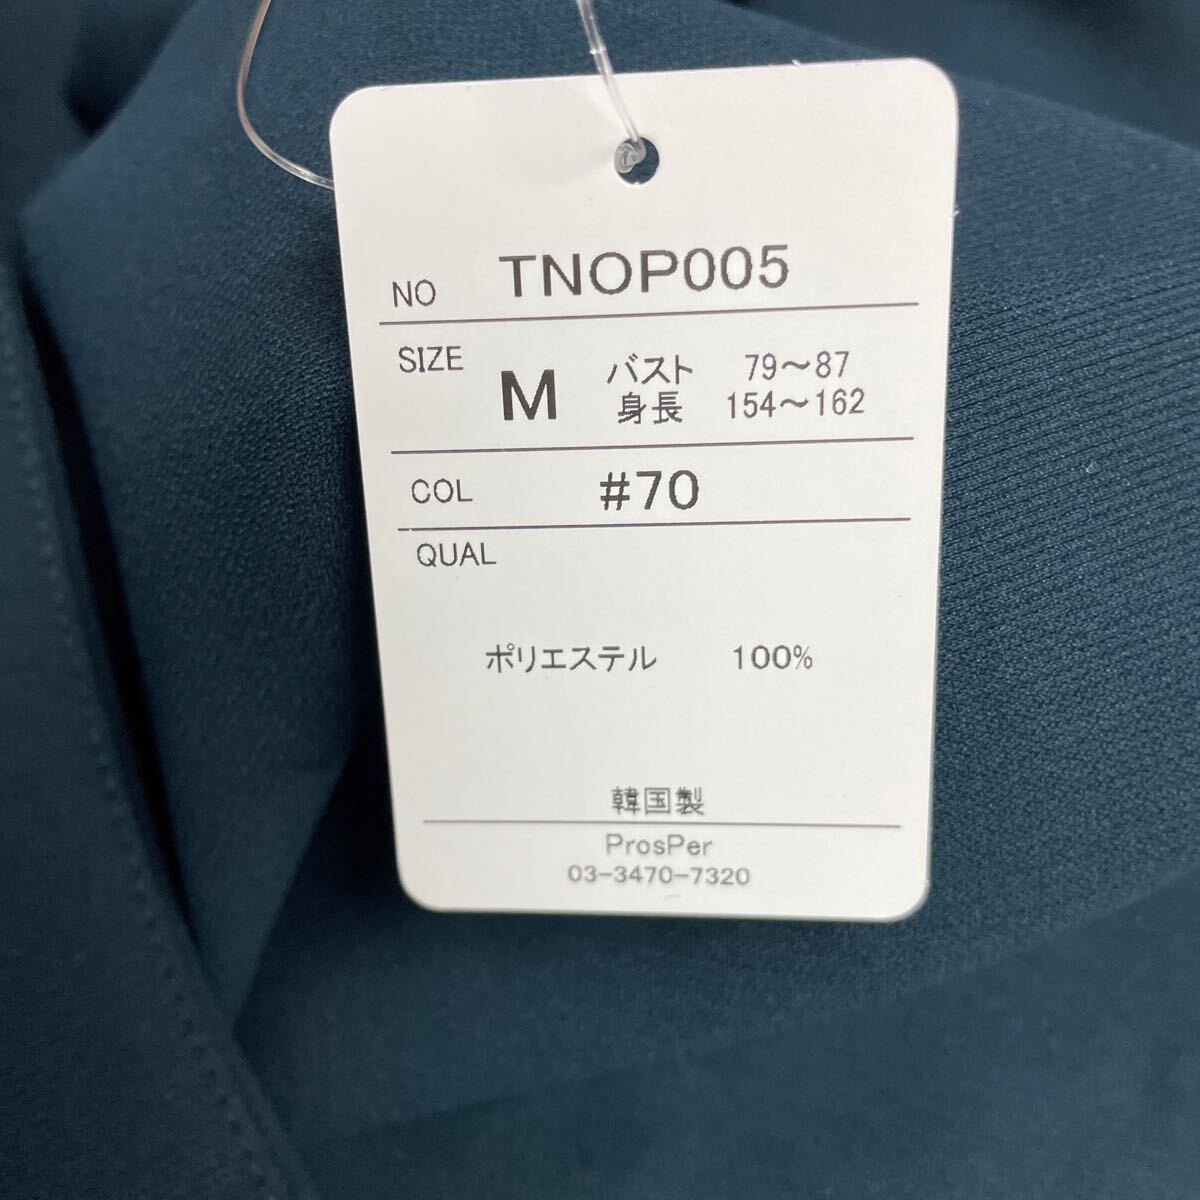 NO TNOP005
SIZE M バスト 79〜87
身長 154〜162
COL #70
QUAL
ポリエステル 100%
韓国製
ProsPer
03-3470-7320